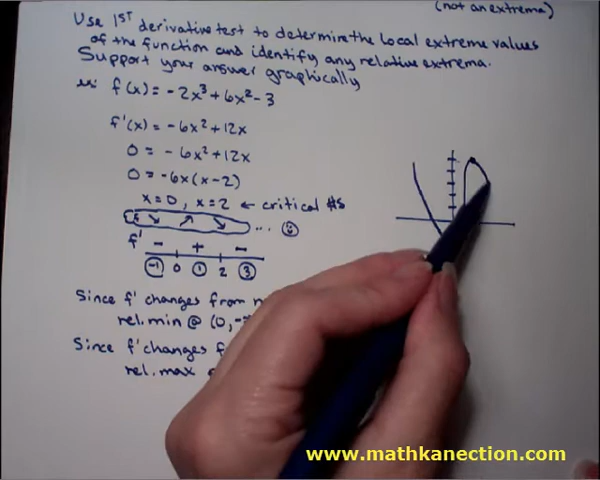 (not an extrema)
Use 1ST derivative test to determine the Local extreme values
of the function and identify any relative extrema.
Support your answer graphically
f(x) = -2x³ + 6x² - 3
f'(x) = -6x² + 12x
0 = -6x² + 12x
0 = -6x(x-2)
x=0, x=2 ← critical #s
↘ ↗ ↘ ... ☺
f' - + -
-1 0 1 2 3
Since f' changes from
rel. min @ (0, -
Since f' changes
rel. max
www.mathkanection.com